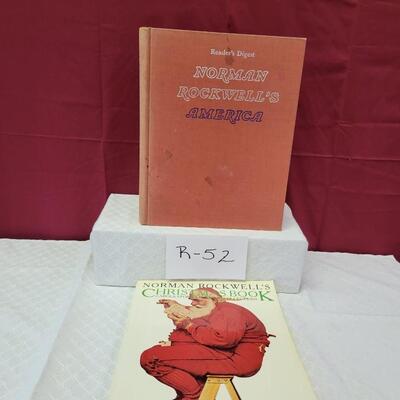 Reader's Digest
NORMAN
ROCKWELL'S
AMERICA
R-52
NORMAN ROCKWELL'S
CHRISTMAS BOOK